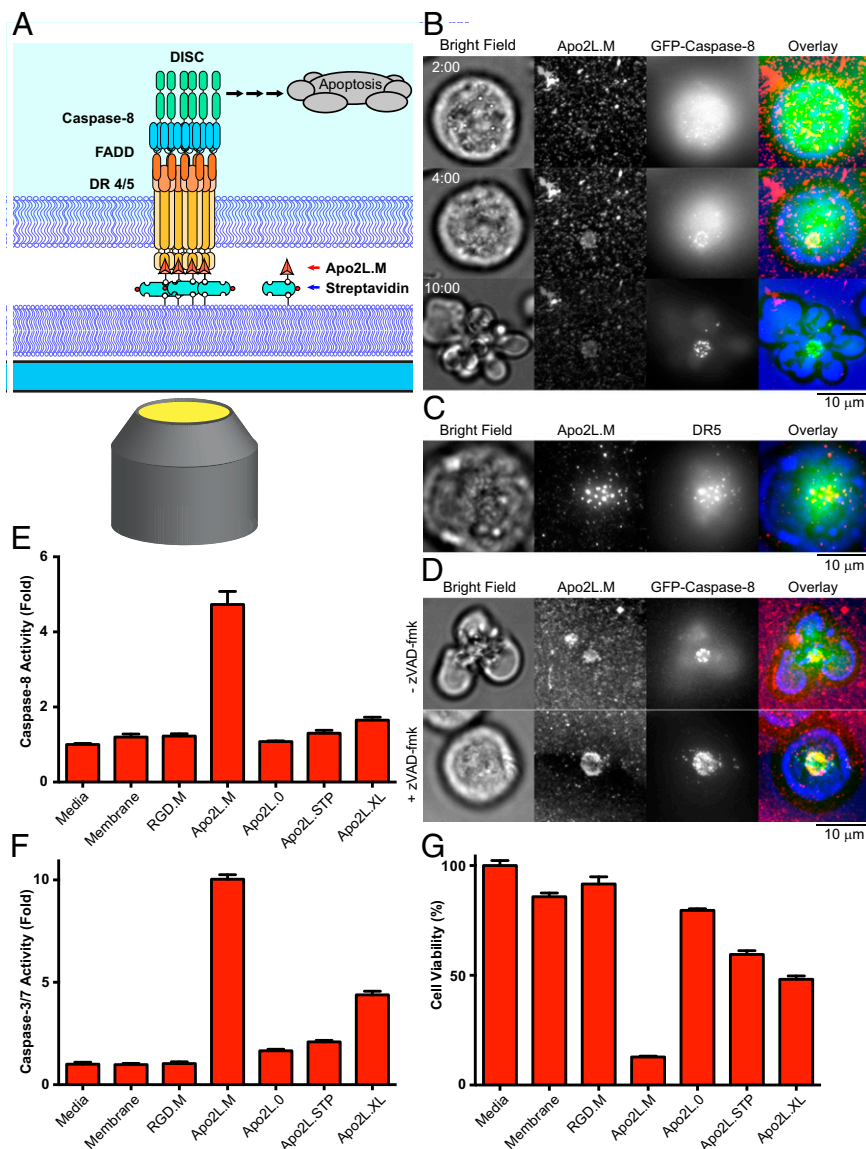 A
DISC
Apoptosis
Caspase-8
FADD
DR 4/5
Apo2L.M
Streptavidin
B
Bright Field Apo2L.M GFP-Caspase-8 Overlay
2:00
4:00
10:00
10 μm
C
Bright Field Apo2L.M DR5 Overlay
10 μm
D
Bright Field Apo2L.M GFP-Caspase-8 Overlay
- zVAD-fmk
+ zVAD-fmk
10 μm
E
Caspase-8 Activity (Fold)
6
4
2
0
Media Membrane RGD.M Apo2L.M Apo2L.0 Apo2L.STP Apo2L.XL
F
Caspase-3/7 Activity (Fold)
10
5
0
Media Membrane RGD.M Apo2L.M Apo2L.0 Apo2L.STP Apo2L.XL
G
Cell Viability (%)
100
50
0
Media Membrane RGD.M Apo2L.M Apo2L.0 Apo2L.STP Apo2L.XL